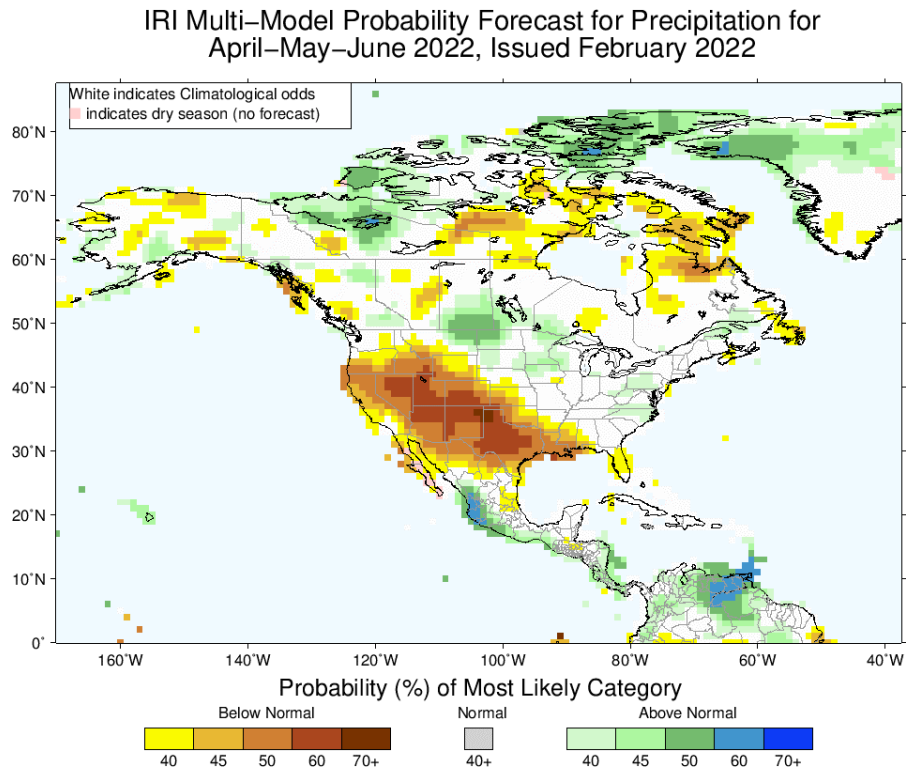 IRI Multi−Model Probability Forecast for Precipitation for
April−May−June 2022, Issued February 2022
White indicates Climatological odds
indicates dry season (no forecast)
80˚N
70˚N
60˚N
50˚N
40˚N
30˚N
20˚N
10˚N
0˚
160˚W 140˚W 120˚W 100˚W 80˚W 60˚W 40˚W
Probability (%) of Most Likely Category
Below Normal Normal Above Normal
40 45 50 60 70+ 40+ 40 45 50 60 70+